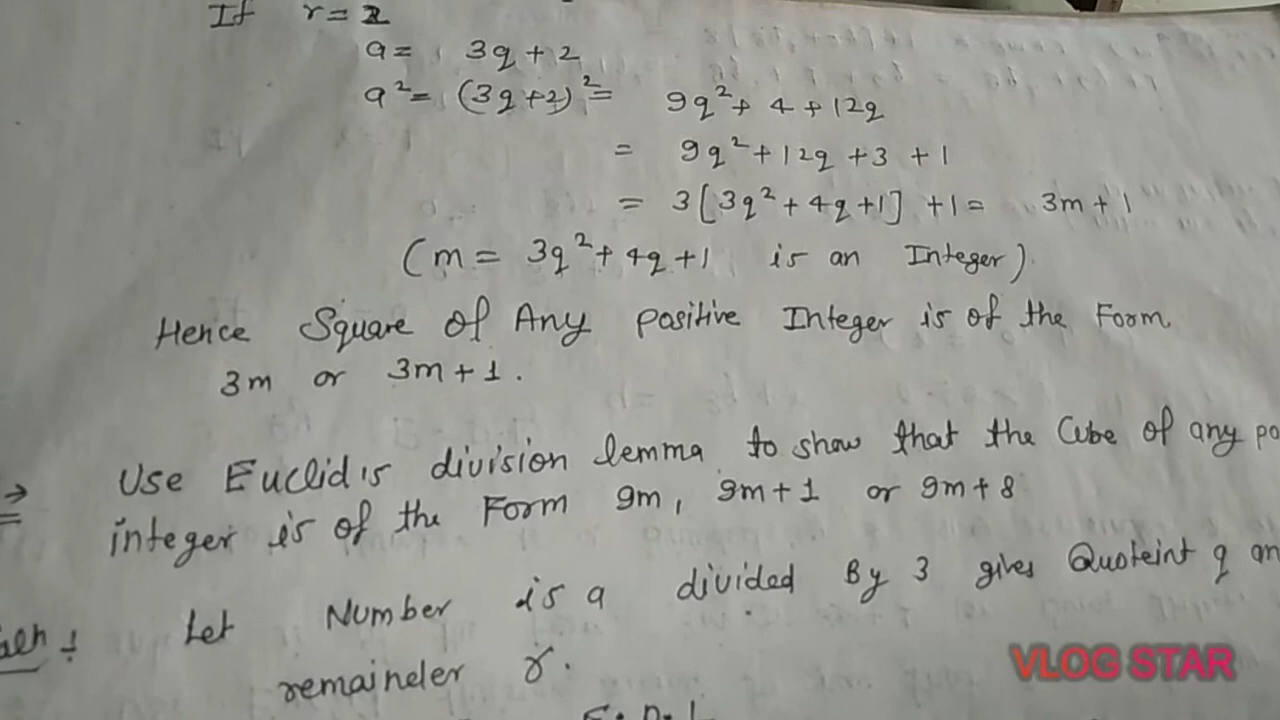 If r = 2
a = 3q + 2
a² = (3q+2)² = 9q² + 4 + 12q
= 9q² + 12q + 3 + 1
= 3[3q² + 4q + 1] + 1 = 3m + 1
(m = 3q² + 4q + 1 is an Integer)
Hence Square of Any positive Integer is of the Form
3m or 3m + 1.
⇒ Use Euclid's division lemma to show that the Cube of any po
integer is of the Form 9m, 9m + 1 or 9m + 8
Let Number is a divided By 3 gives Quoteint q an
remainder r.
VLOG STAR